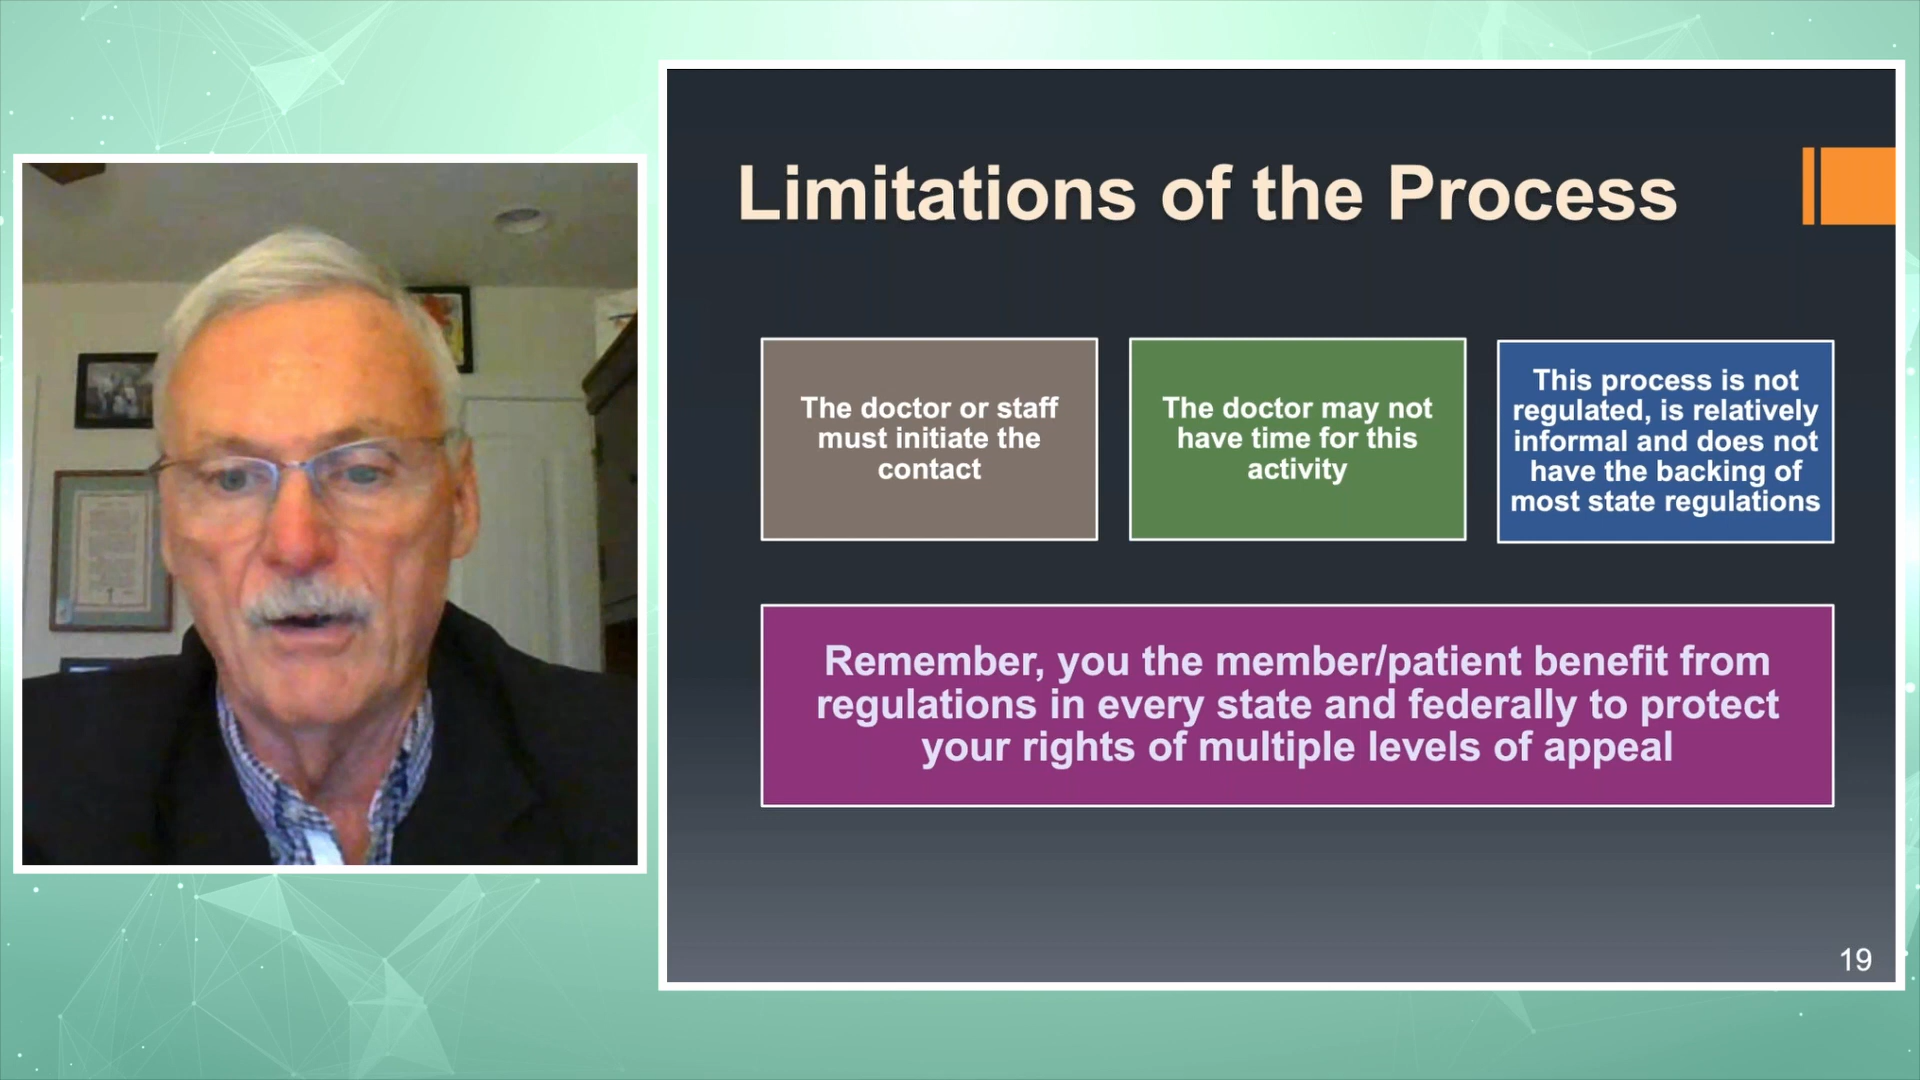 Limitations of the Process
The doctor or staff
must initiate the
contact
The doctor may not
have time for this
activity
This process is not
regulated, is relatively
informal and does not
have the backing of
most state regulations
Remember, you the member/patient benefit from
regulations in every state and federally to protect
your rights of multiple levels of appeal
19